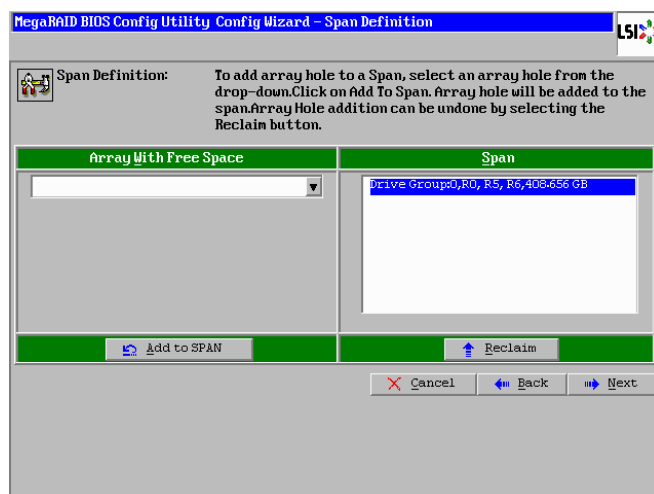 MegaRAID BIOS Config Utility Config Wizard – Span Definition
LSI
Span Definition:
To add array hole to a Span, select an array hole from the
drop-down.Click on Add To Span. Array hole will be added to the
span.Array Hole addition can be undone by selecting the
Reclaim button.
Array With Free Space
Span
Drive Group:0,R0, R5, R6,408.656 GB
Add to SPAN
Reclaim
Cancel
Back
Next